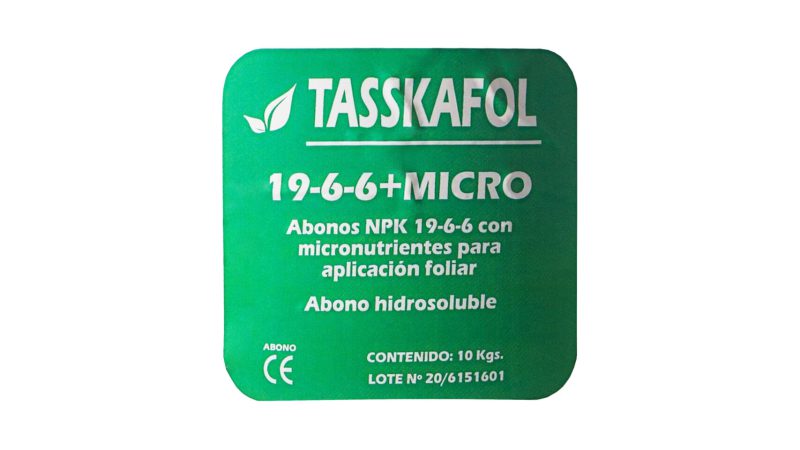 TASSKAFOL
19-6-6+MICRO
Abonos NPK 19-6-6 con
micronutrientes para
aplicación foliar
Abono hidrosoluble
ABONO
CE
CONTENIDO: 10 Kgs.
LOTE Nº 20/6151601